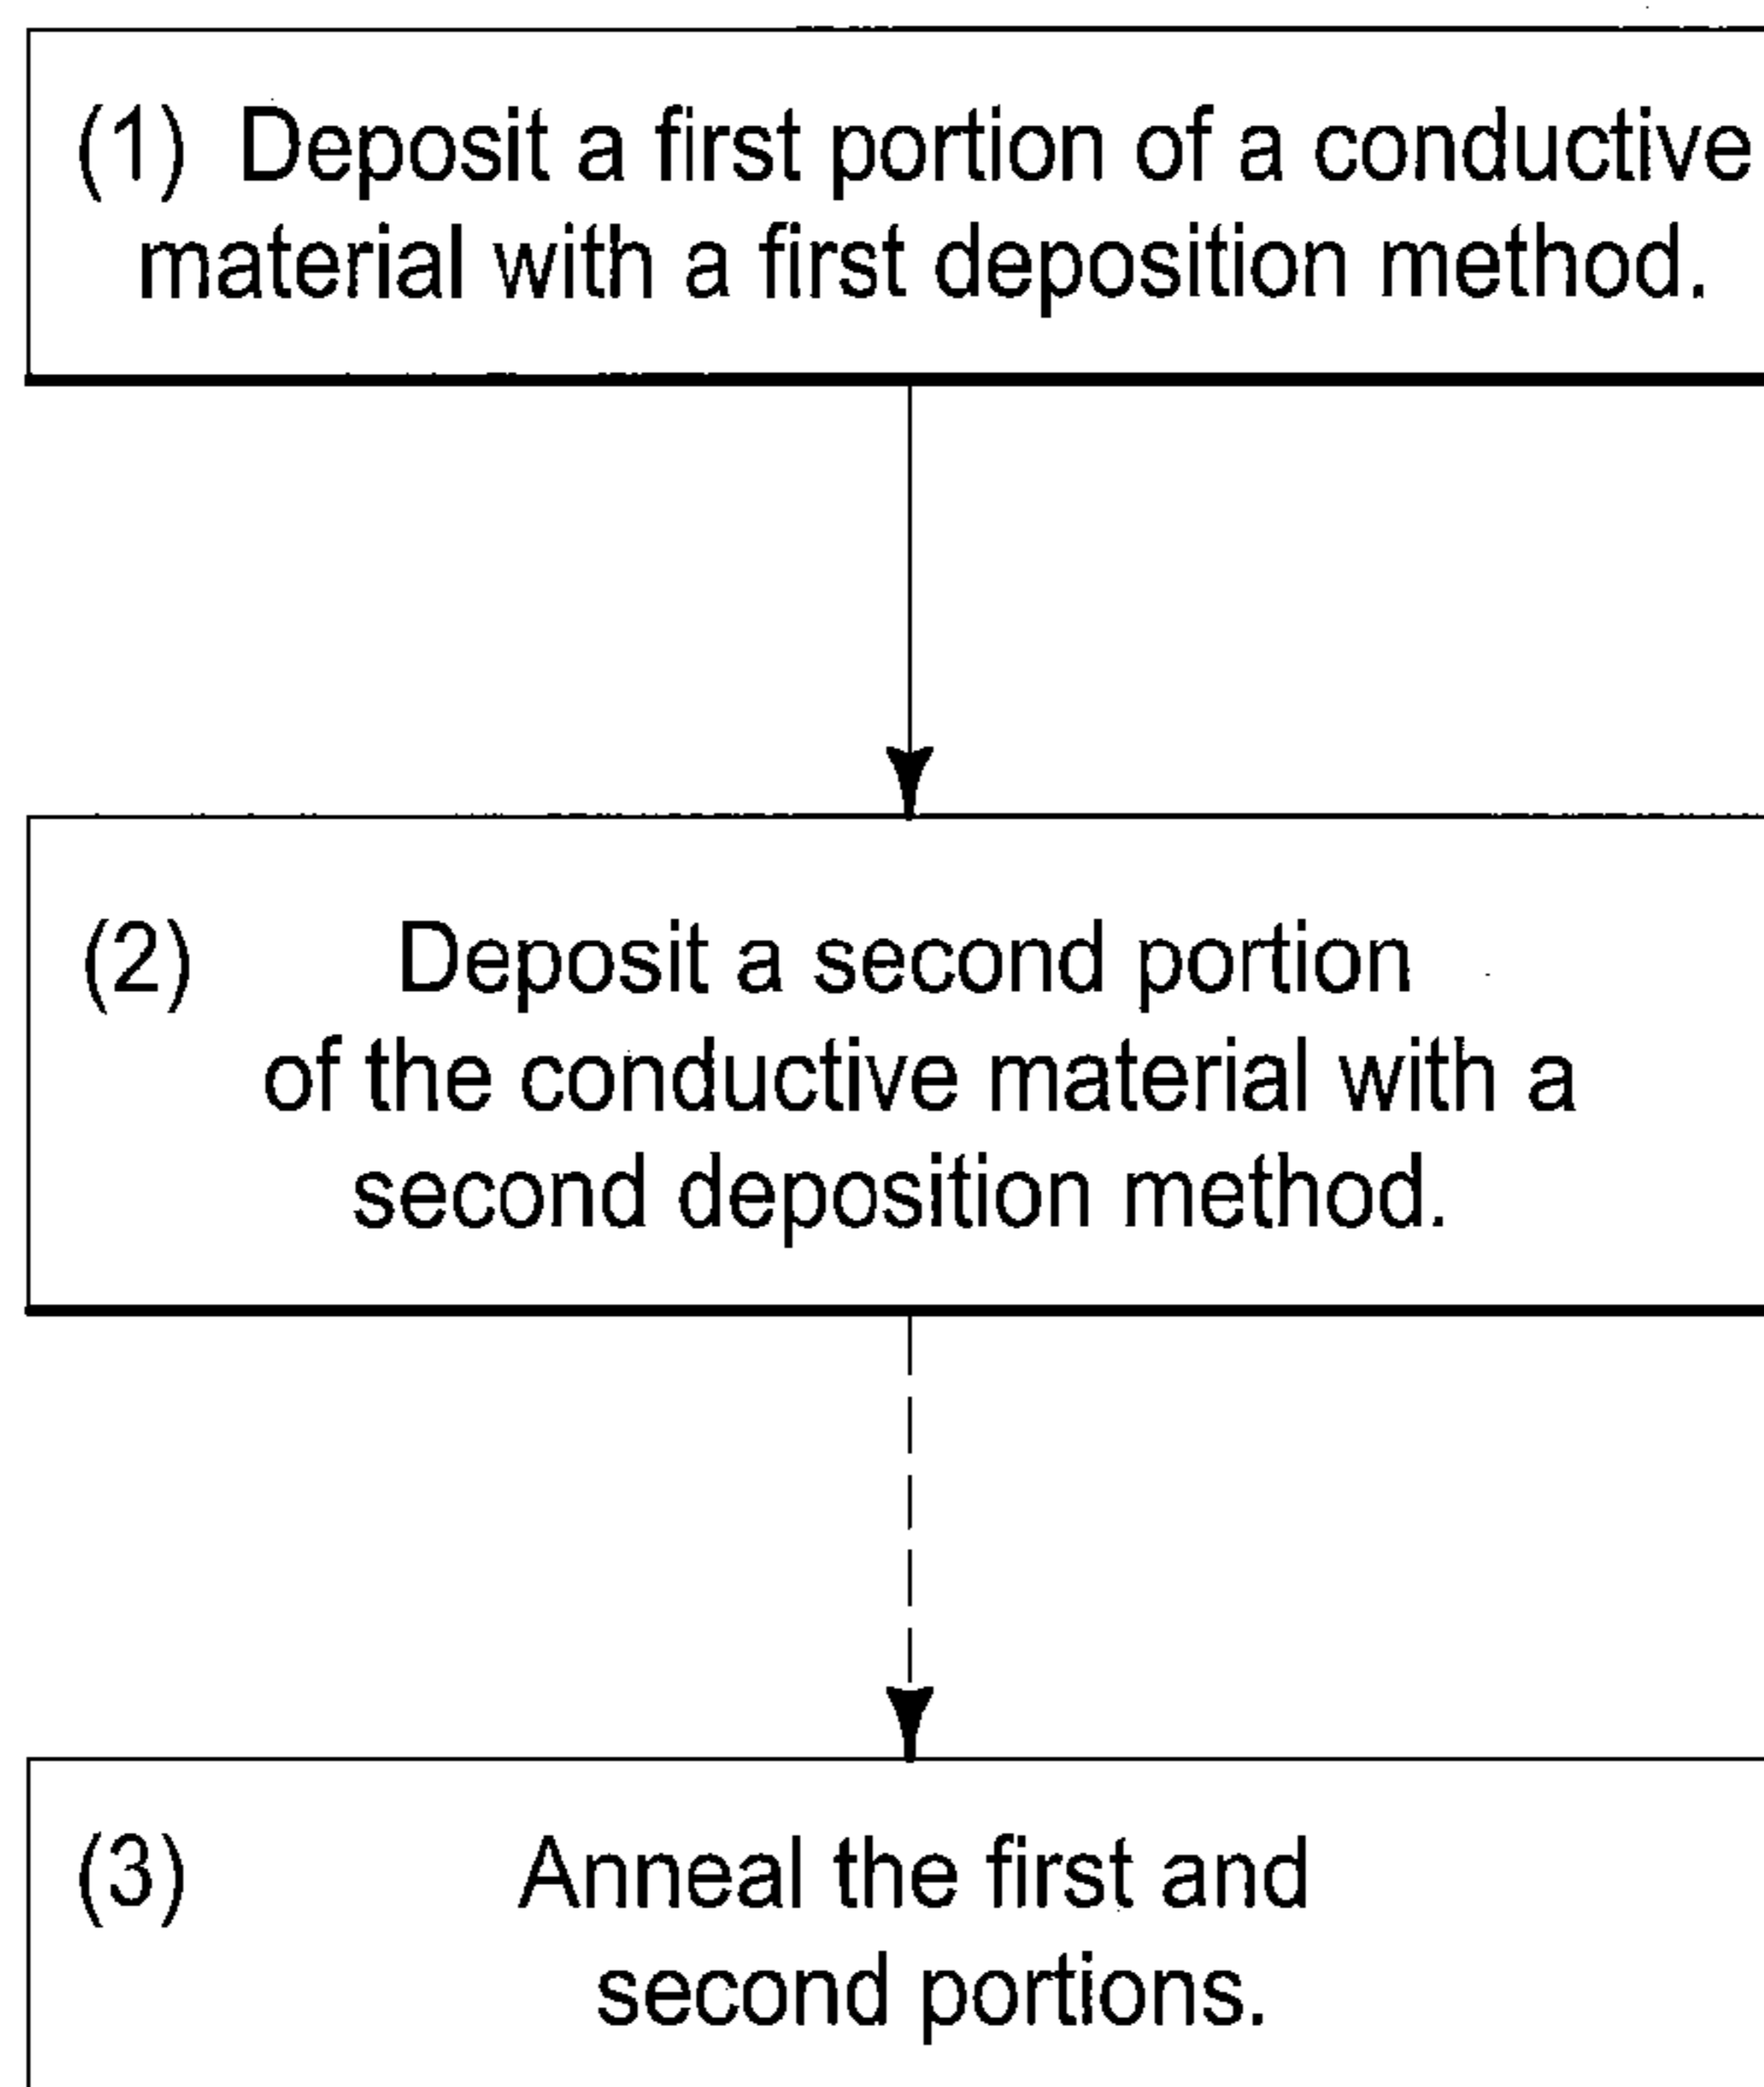 (1) Deposit a first portion of a conductive
material with a first deposition method.
(2) Deposit a second portion
of the conductive material with a
second deposition method.
(3) Anneal the first and
second portions.